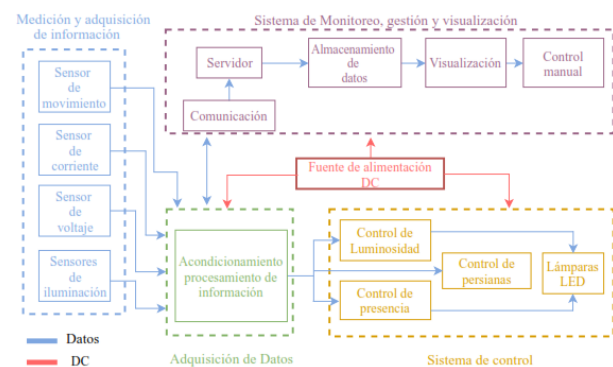 Medición y adquisición
de información
Sensor
de
movimiento
Sensor
de
corriente
Sensor
de
voltaje
Sensores
de
iluminación
Sistema de Monitoreo, gestión y visualización
Servidor
Almacenamiento
de
datos
Visualización
Control
manual
Comunicación
Fuente de alimentación
DC
Acondicionamiento
procesamiento de
información
Adquisición de Datos
Control de
Luminosidad
Control de
persianas
Control de
presencia
Lámparas
LED
Sistema de control
Datos
DC